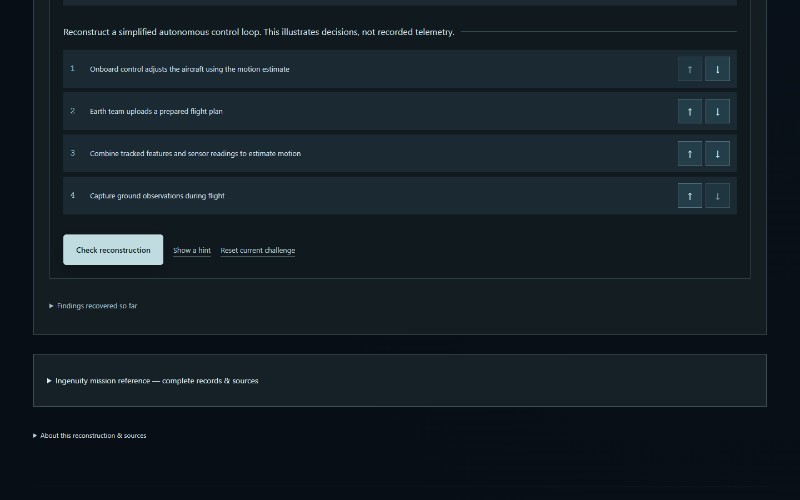 Reconstruct a simplified autonomous control loop. This illustrates decisions, not recorded telemetry.
1 Onboard control adjusts the aircraft using the motion estimate ↑ ↓
2 Earth team uploads a prepared flight plan ↑ ↓
3 Combine tracked features and sensor readings to estimate motion ↑ ↓
4 Capture ground observations during flight ↑ ↓
Check reconstruction Show a hint Reset current challenge
▶ Findings recovered so far
▶ Ingenuity mission reference — complete records & sources
▶ About this reconstruction & sources